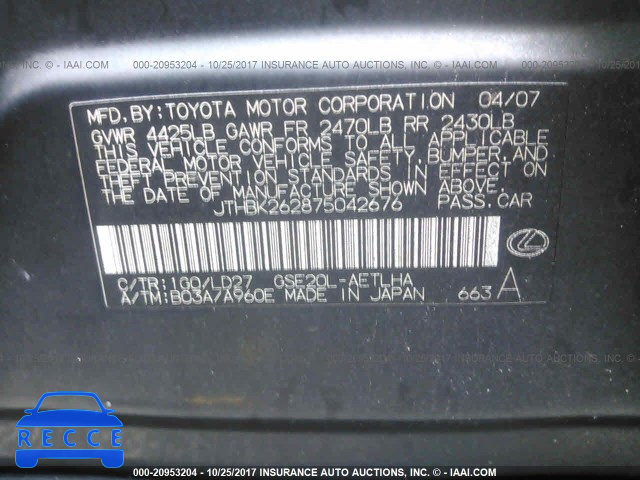 © - IAAI.COM 000-20953204 - 10/25/2017 INSURANCE AUTO AUCTIONS, INC. - © - IAAI.COM
MFD.BY:TOYOTA MOTOR CORPORATION 04/07
GVWR 4425LB GAWR FR 2470LB RR 2430LB
THIS VEHICLE CONFORMS TO ALL APPLICABLE
FEDERAL MOTOR VEHICLE SAFETY, BUMPER, AND
THEFT PREVENTION STANDARDS IN EFFECT ON
THE DATE OF MANUFACTURE SHOWN ABOVE.
JTHBK262875042676 PASS.CAR
C/TR:1G0/LD27 GSE20L-AETLHA
A/TM:B03A/A960E MADE IN JAPAN 663 A
RECCE
000-20953204 - 10/25/2017 INSURANCE AUTO AUCTIONS, INC. - © - IAAI.COM